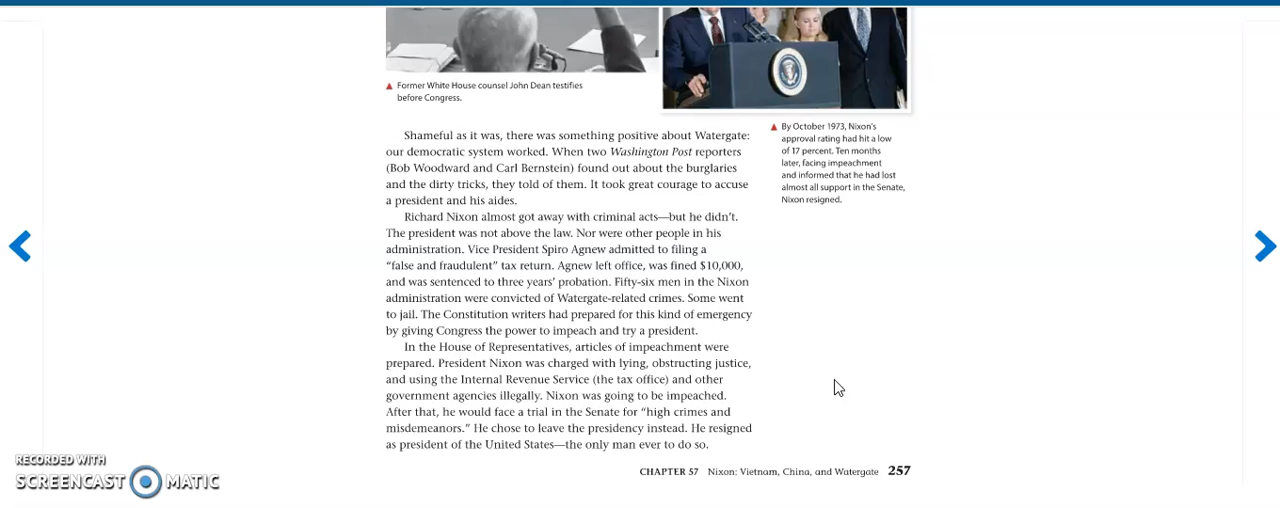 Former White House counsel John Dean testifies
before Congress.
By October 1973, Nixon's
approval rating had hit a low
of 17 percent. Ten months
later, facing impeachment
and informed that he had lost
almost all support in the Senate,
Nixon resigned.
Shameful as it was, there was something positive about Watergate:
our democratic system worked. When two Washington Post reporters
(Bob Woodward and Carl Bernstein) found out about the burglaries
and the dirty tricks, they told of them. It took great courage to accuse
a president and his aides.
Richard Nixon almost got away with criminal acts—but he didn't.
The president was not above the law. Nor were other people in his
administration. Vice President Spiro Agnew admitted to filing a
“false and fraudulent” tax return. Agnew left office, was fined $10,000,
and was sentenced to three years’ probation. Fifty-six men in the Nixon
administration were convicted of Watergate-related crimes. Some went
to jail. The Constitution writers had prepared for this kind of emergency
by giving Congress the power to impeach and try a president.
In the House of Representatives, articles of impeachment were
prepared. President Nixon was charged with lying, obstructing justice,
and using the Internal Revenue Service (the tax office) and other
government agencies illegally. Nixon was going to be impeached.
After that, he would face a trial in the Senate for “high crimes and
misdemeanors.” He chose to leave the presidency instead. He resigned
as president of the United States—the only man ever to do so.
CHAPTER 57 Nixon: Vietnam, China, and Watergate 257
RECORDED WITH
SCREENCAST MATIC